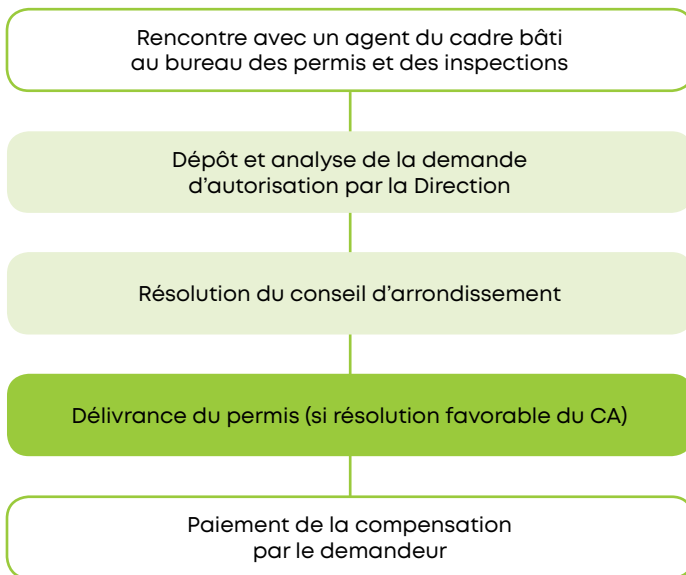 Rencontre avec un agent du cadre bâti
au bureau des permis et des inspections
Dépôt et analyse de la demande
d'autorisation par la Direction
Résolution du conseil d'arrondissement
Délivrance du permis (si résolution favorable du CA)
Paiement de la compensation
par le demandeur